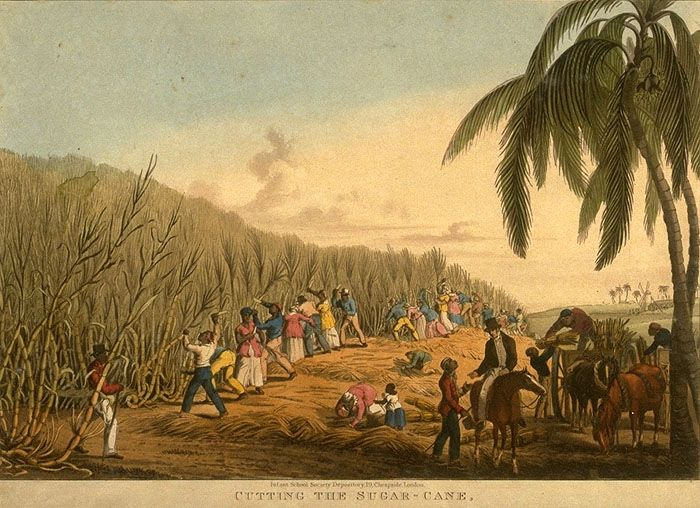 Infant School Society Depository, 19, Cheapside, London.
CUTTING THE SUGAR-CANE.